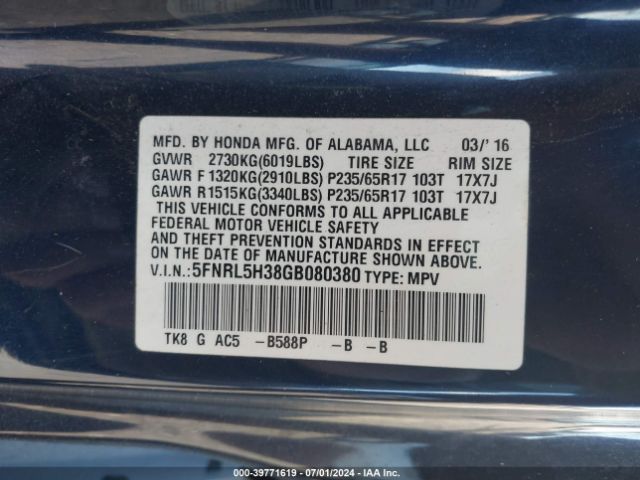 MFD. BY HONDA MFG. OF ALABAMA, LLC 03/' 16
GVWR 2730KG(6019LBS) TIRE SIZE RIM SIZE
GAWR F 1320KG(2910LBS) P235/65R17 103T 17X7J
GAWR R1515KG(3340LBS) P235/65R17 103T 17X7J
THIS VEHICLE CONFORMS TO ALL APPLICABLE
FEDERAL MOTOR VEHICLE SAFETY
AND THEFT PREVENTION STANDARDS IN EFFECT
ON THE DATE OF MANUFACTURE SHOWN ABOVE.
V.I.N.:5FNRL5H38GB080380 TYPE: MPV
TK8 G AC5 -B588P -B -B
000-39771619 - 07/01/2024 - IAA Inc.